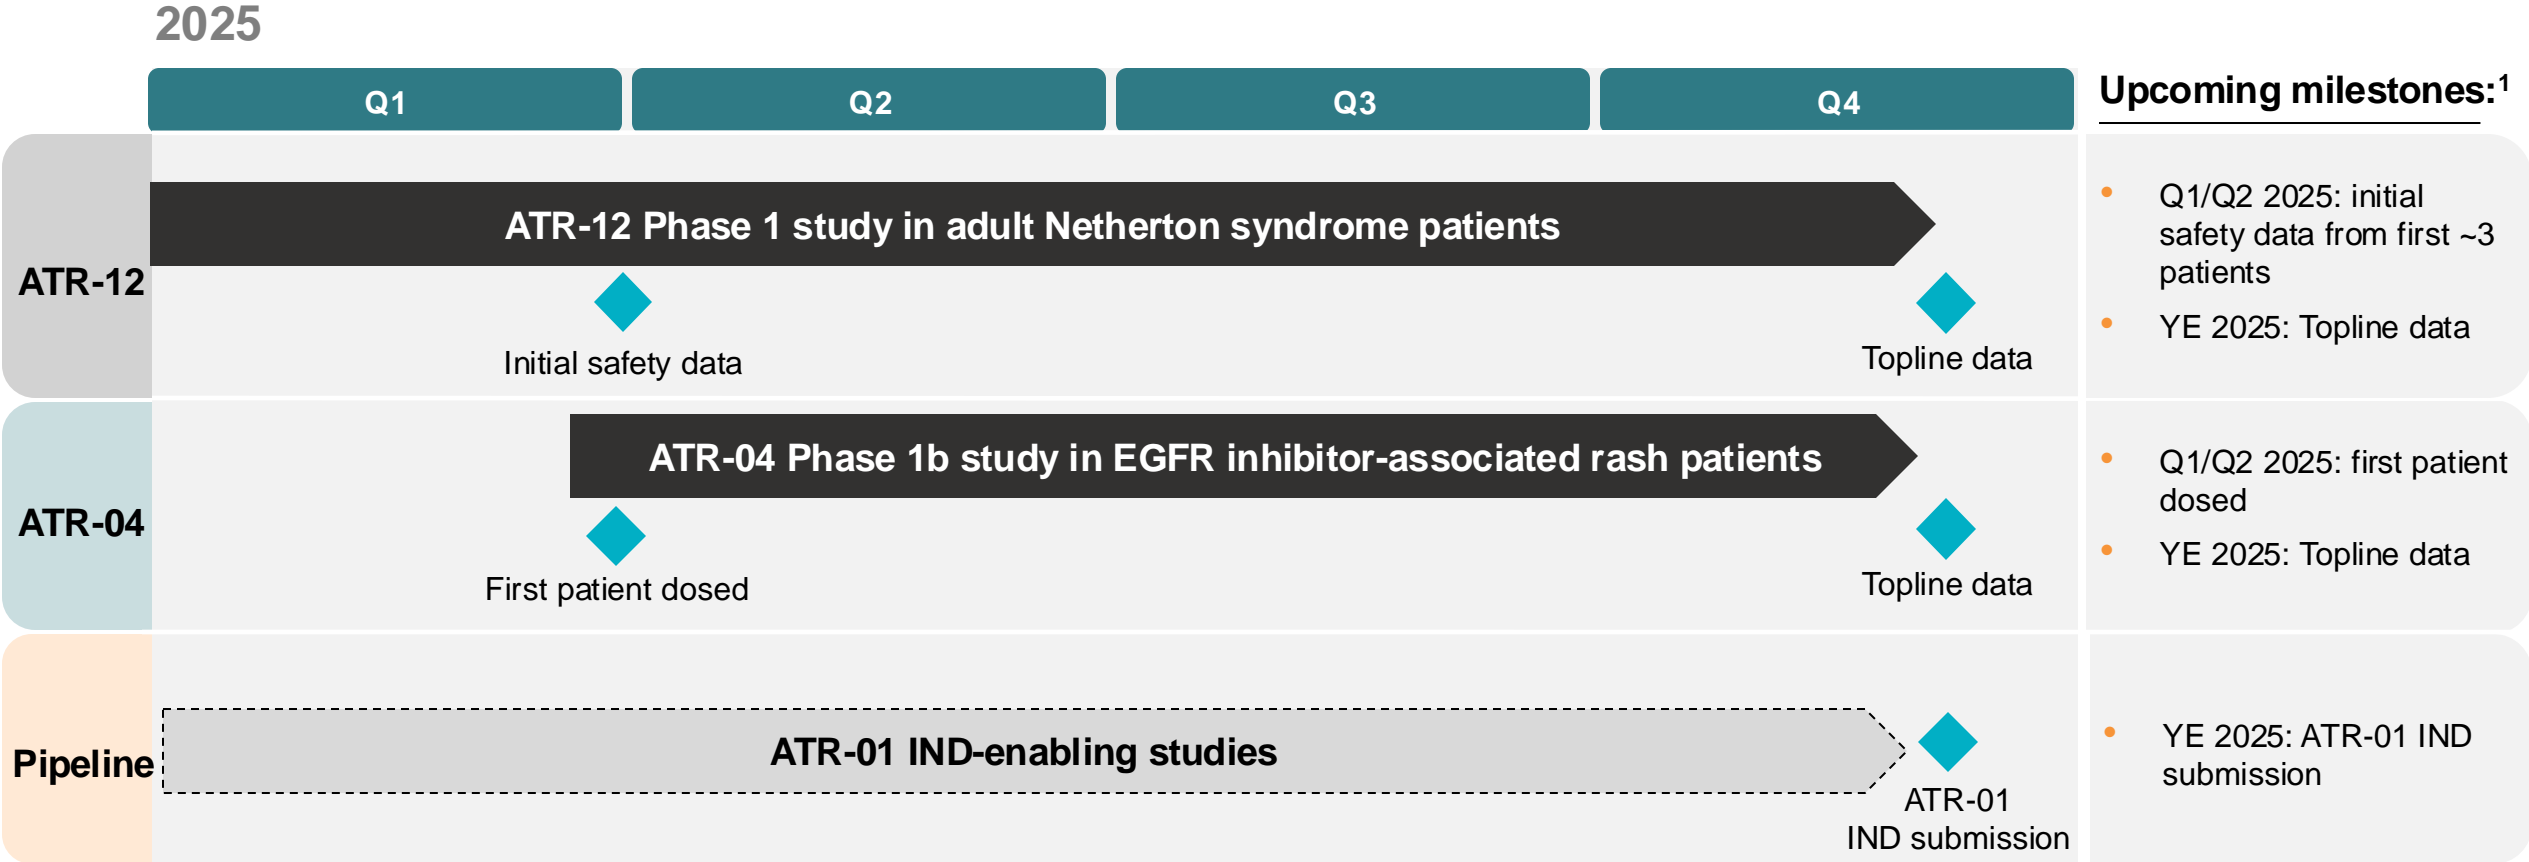 2025
Q1
Q2
Q3
Q4
Upcoming milestones:1
ATR-12
ATR-12 Phase 1 study in adult Netherton syndrome patients
Initial safety data
Topline data
• Q1/Q2 2025: initial
safety data from first ~3
patients
• YE 2025: Topline data
ATR-04
ATR-04 Phase 1b study in EGFR inhibitor-associated rash patients
First patient dosed
Topline data
• Q1/Q2 2025: first patient
dosed
• YE 2025: Topline data
Pipeline
ATR-01 IND-enabling studies
ATR-01
IND submission
• YE 2025: ATR-01 IND
submission